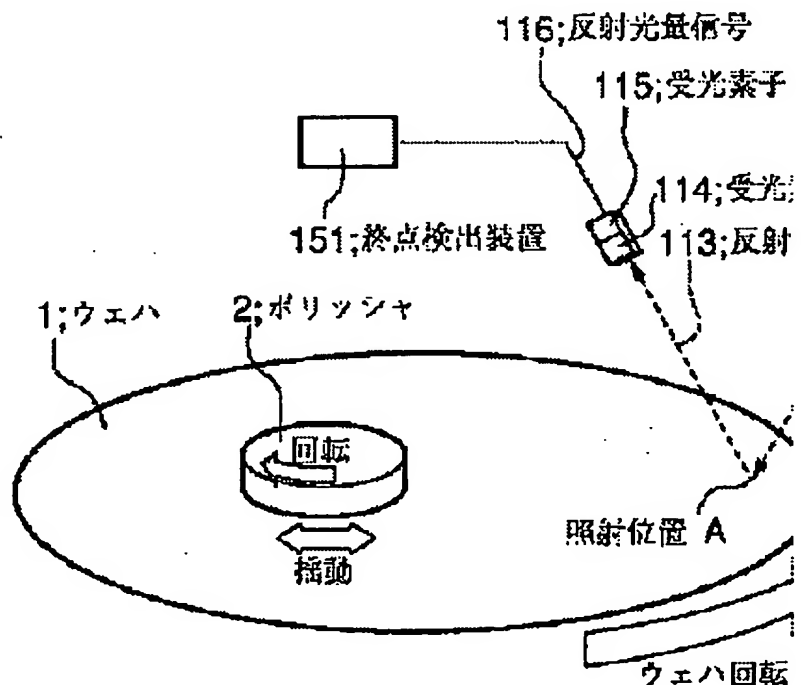 116;反射光量信号
115;受光素子
114;受光
113;反射
151;終点検出装置
1;ウェハ
2;ポリッシャ
回転
照射位置 A
揺動
ウェハ回転